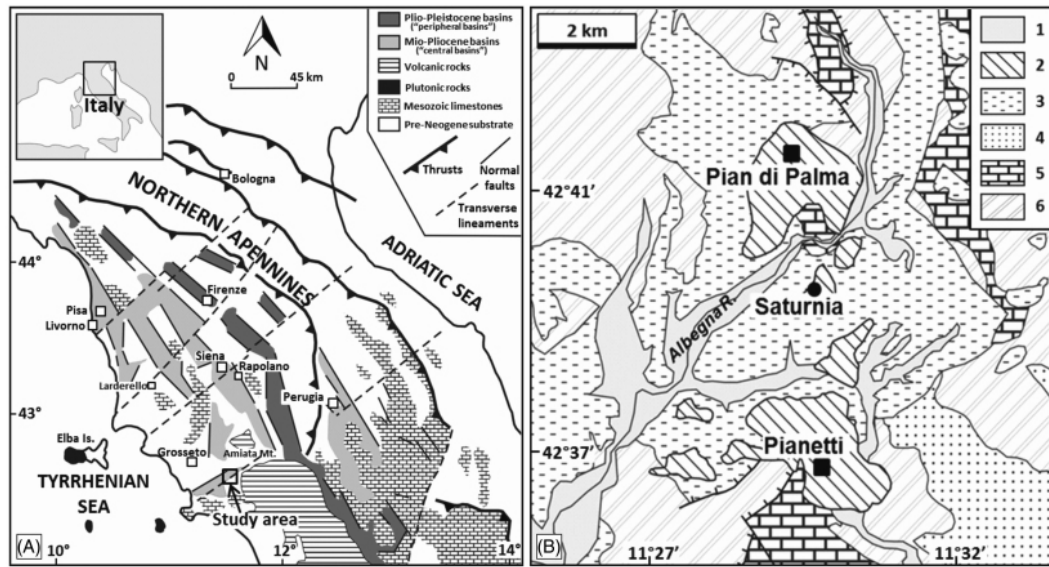 Italy
N
0 45 km
Plio-Pleistocene basins
("peripheral basins")
Mio-Pliocene basins
("central basins")
Volcanic rocks
Plutonic rocks
Mesozoic limestones
Pre-Neogene substrate
Thrusts
Normal
faults
Transverse
lineaments
Bologna
NORTHERN APENNINES
ADRIATIC SEA
44°
Firenze
Pisa
Livorno
Siena
Rapolano
Larderello
Perugia
43°
Elba Is.
Grosseto
Amiata Mt.
TYRRHENIAN
SEA
Study area
(A)
10°
12°
14°
2 km
1
2
3
4
5
6
Pian di Palma
42°41'
Saturnia
Albegna R.
42°37'
Pianetti
(B)
11°27'
11°32'